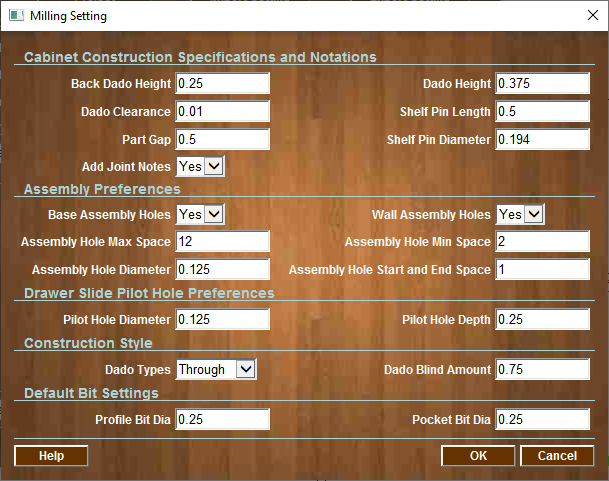 Milling Setting
Cabinet Construction Specifications and Notations
Back Dado Height 0.25 Dado Height 0.375
Dado Clearance 0.01 Shelf Pin Length 0.5
Part Gap 0.5 Shelf Pin Diameter 0.194
Add Joint Notes Yes
Assembly Preferences
Base Assembly Holes Yes Wall Assembly Holes Yes
Assembly Hole Max Space 12 Assembly Hole Min Space 2
Assembly Hole Diameter 0.125 Assembly Hole Start and End Space 1
Drawer Slide Pilot Hole Preferences
Pilot Hole Diameter 0.125 Pilot Hole Depth 0.25
Construction Style
Dado Types Through Dado Blind Amount 0.75
Default Bit Settings
Profile Bit Dia 0.25 Pocket Bit Dia 0.25
Help OK Cancel